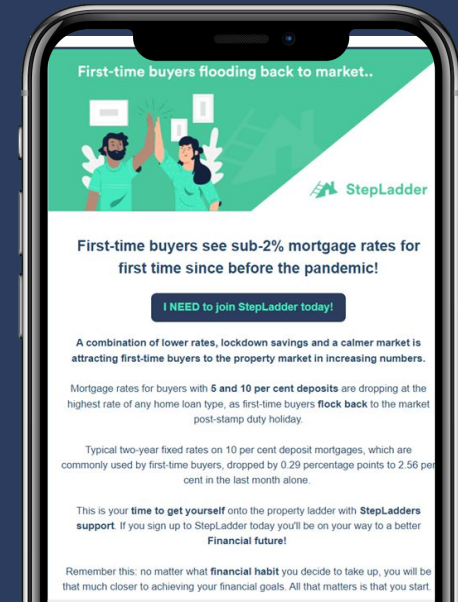 First-time buyers flooding back to market..
StepLadder
First-time buyers see sub-2% mortgage rates for
first time since before the pandemic!
I NEED to join StepLadder today!
A combination of lower rates, lockdown savings and a calmer market is
attracting first-time buyers to the property market in increasing numbers.
Mortgage rates for buyers with 5 and 10 per cent deposits are dropping at the
highest rate of any home loan type, as first-time buyers flock back to the market
post-stamp duty holiday.
Typical two-year fixed rates on 10 per cent deposit mortgages, which are
commonly used by first-time buyers, dropped by 0.29 percentage points to 2.56 per
cent in the last month alone.
This is your time to get yourself onto the property ladder with StepLadders
support. If you sign up to StepLadder today you'll be on your way to a better
Financial future!
Remember this: no matter what financial habit you decide to take up, you will be
that much closer to achieving your financial goals. All that matters is that you start.